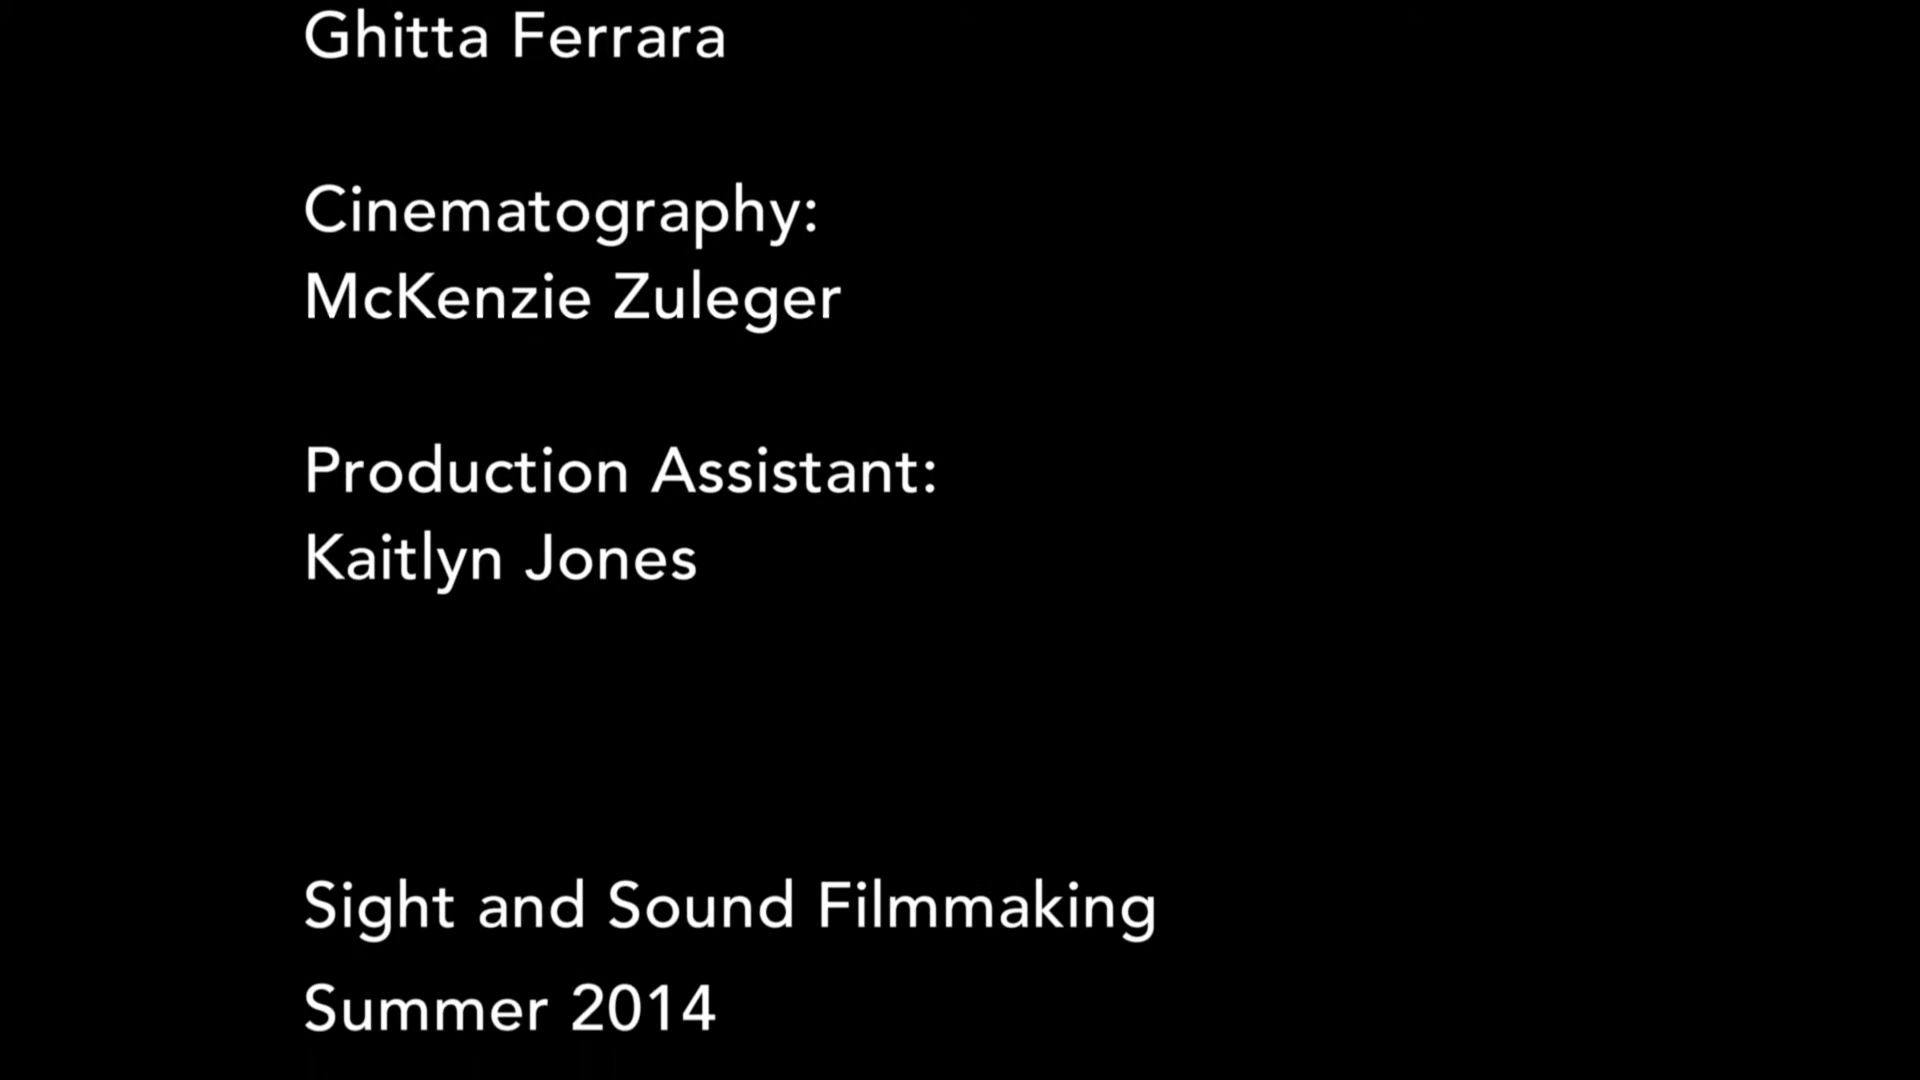 Ghitta Ferrara
Cinematography:
McKenzie Zuleger
Production Assistant:
Kaitlyn Jones
Sight and Sound Filmmaking
Summer 2014